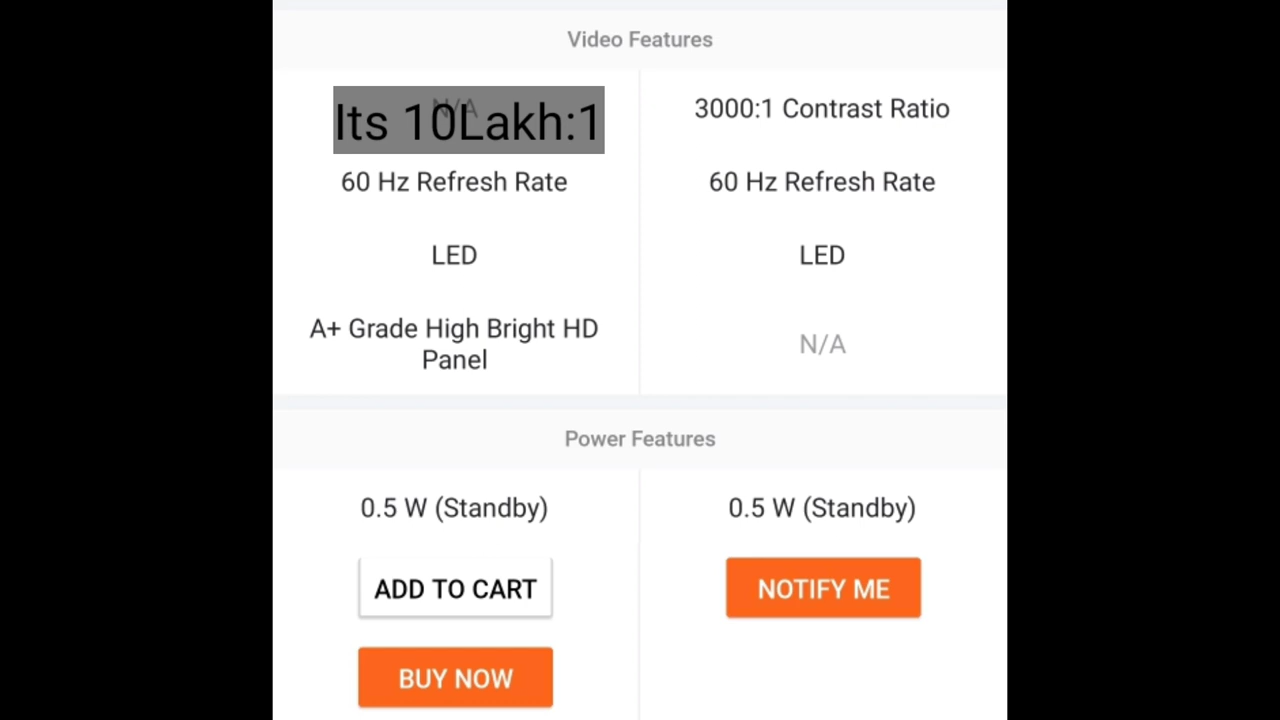 Video Features
N/A
Its 10Lakh:1
3000:1 Contrast Ratio
60 Hz Refresh Rate
60 Hz Refresh Rate
LED
LED
A+ Grade High Bright HD
Panel
N/A
Power Features
0.5 W (Standby)
0.5 W (Standby)
ADD TO CART
NOTIFY ME
BUY NOW